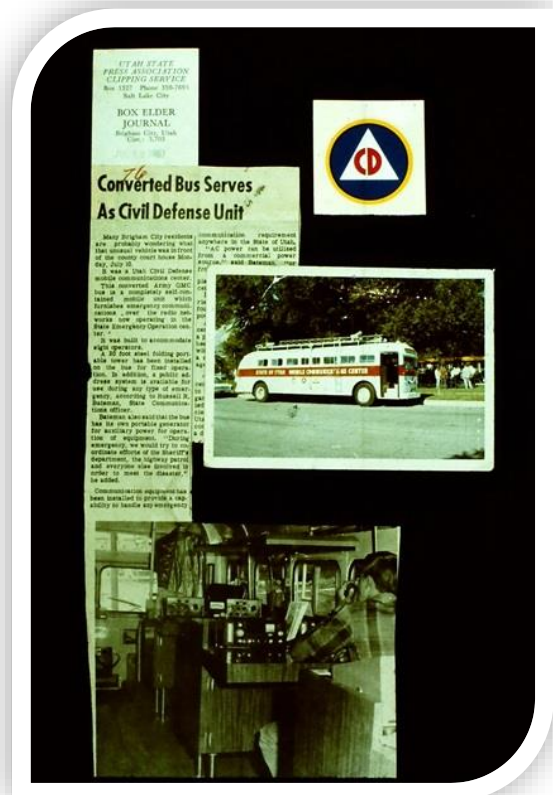 UTAH STATE
PRESS ASSOCIATION
CLIPPING SERVICE
Box 1327 Phone
Salt Lake City
BOX ELDER
JOURNAL
Brigham City, Utah
76
Converted Bus Serves
As Civil Defense Unit
Many Brigham City residents
are probably wondering what
that unusual vehicle was in front
of the county court house Mon-
day, July 10.
It was a Utah Civil Defense
mobile communications center.
This converted Army GMC
bus is a completely self-con-
tained mobile unit which
furnishes emergency communi-
cations over the radio net-
works now operating in the
State Emergency Operation cen-
ter.
It was built to accommodate
eight operators.
A 30 foot steel folding port-
able tower has been installed
on the bus for fixed opera-
tion. In addition, a public ad-
dress system is available for
use during any type of emer-
gency, according to Russell R.
Bateman, State Communica-
tions officer.
Bateman also said that the bus
has its own portable generator
for auxiliary power for opera-
tion of equipment. "During
emergency, we would try to co-
ordinate efforts of the Sheriff's
department, the highway patrol
and everyone else involved in
order to meet the disaster,"
he added.
Communication equipment has
been installed to provide a cap-
ability to handle any emergency
communication requirement
anywhere in the State of Utah.
"AC power can be utilized
from a commercial power
source," said Bateman,
CD
STATE OF UTAH MOBILE COMMUNICATIONS CENTER